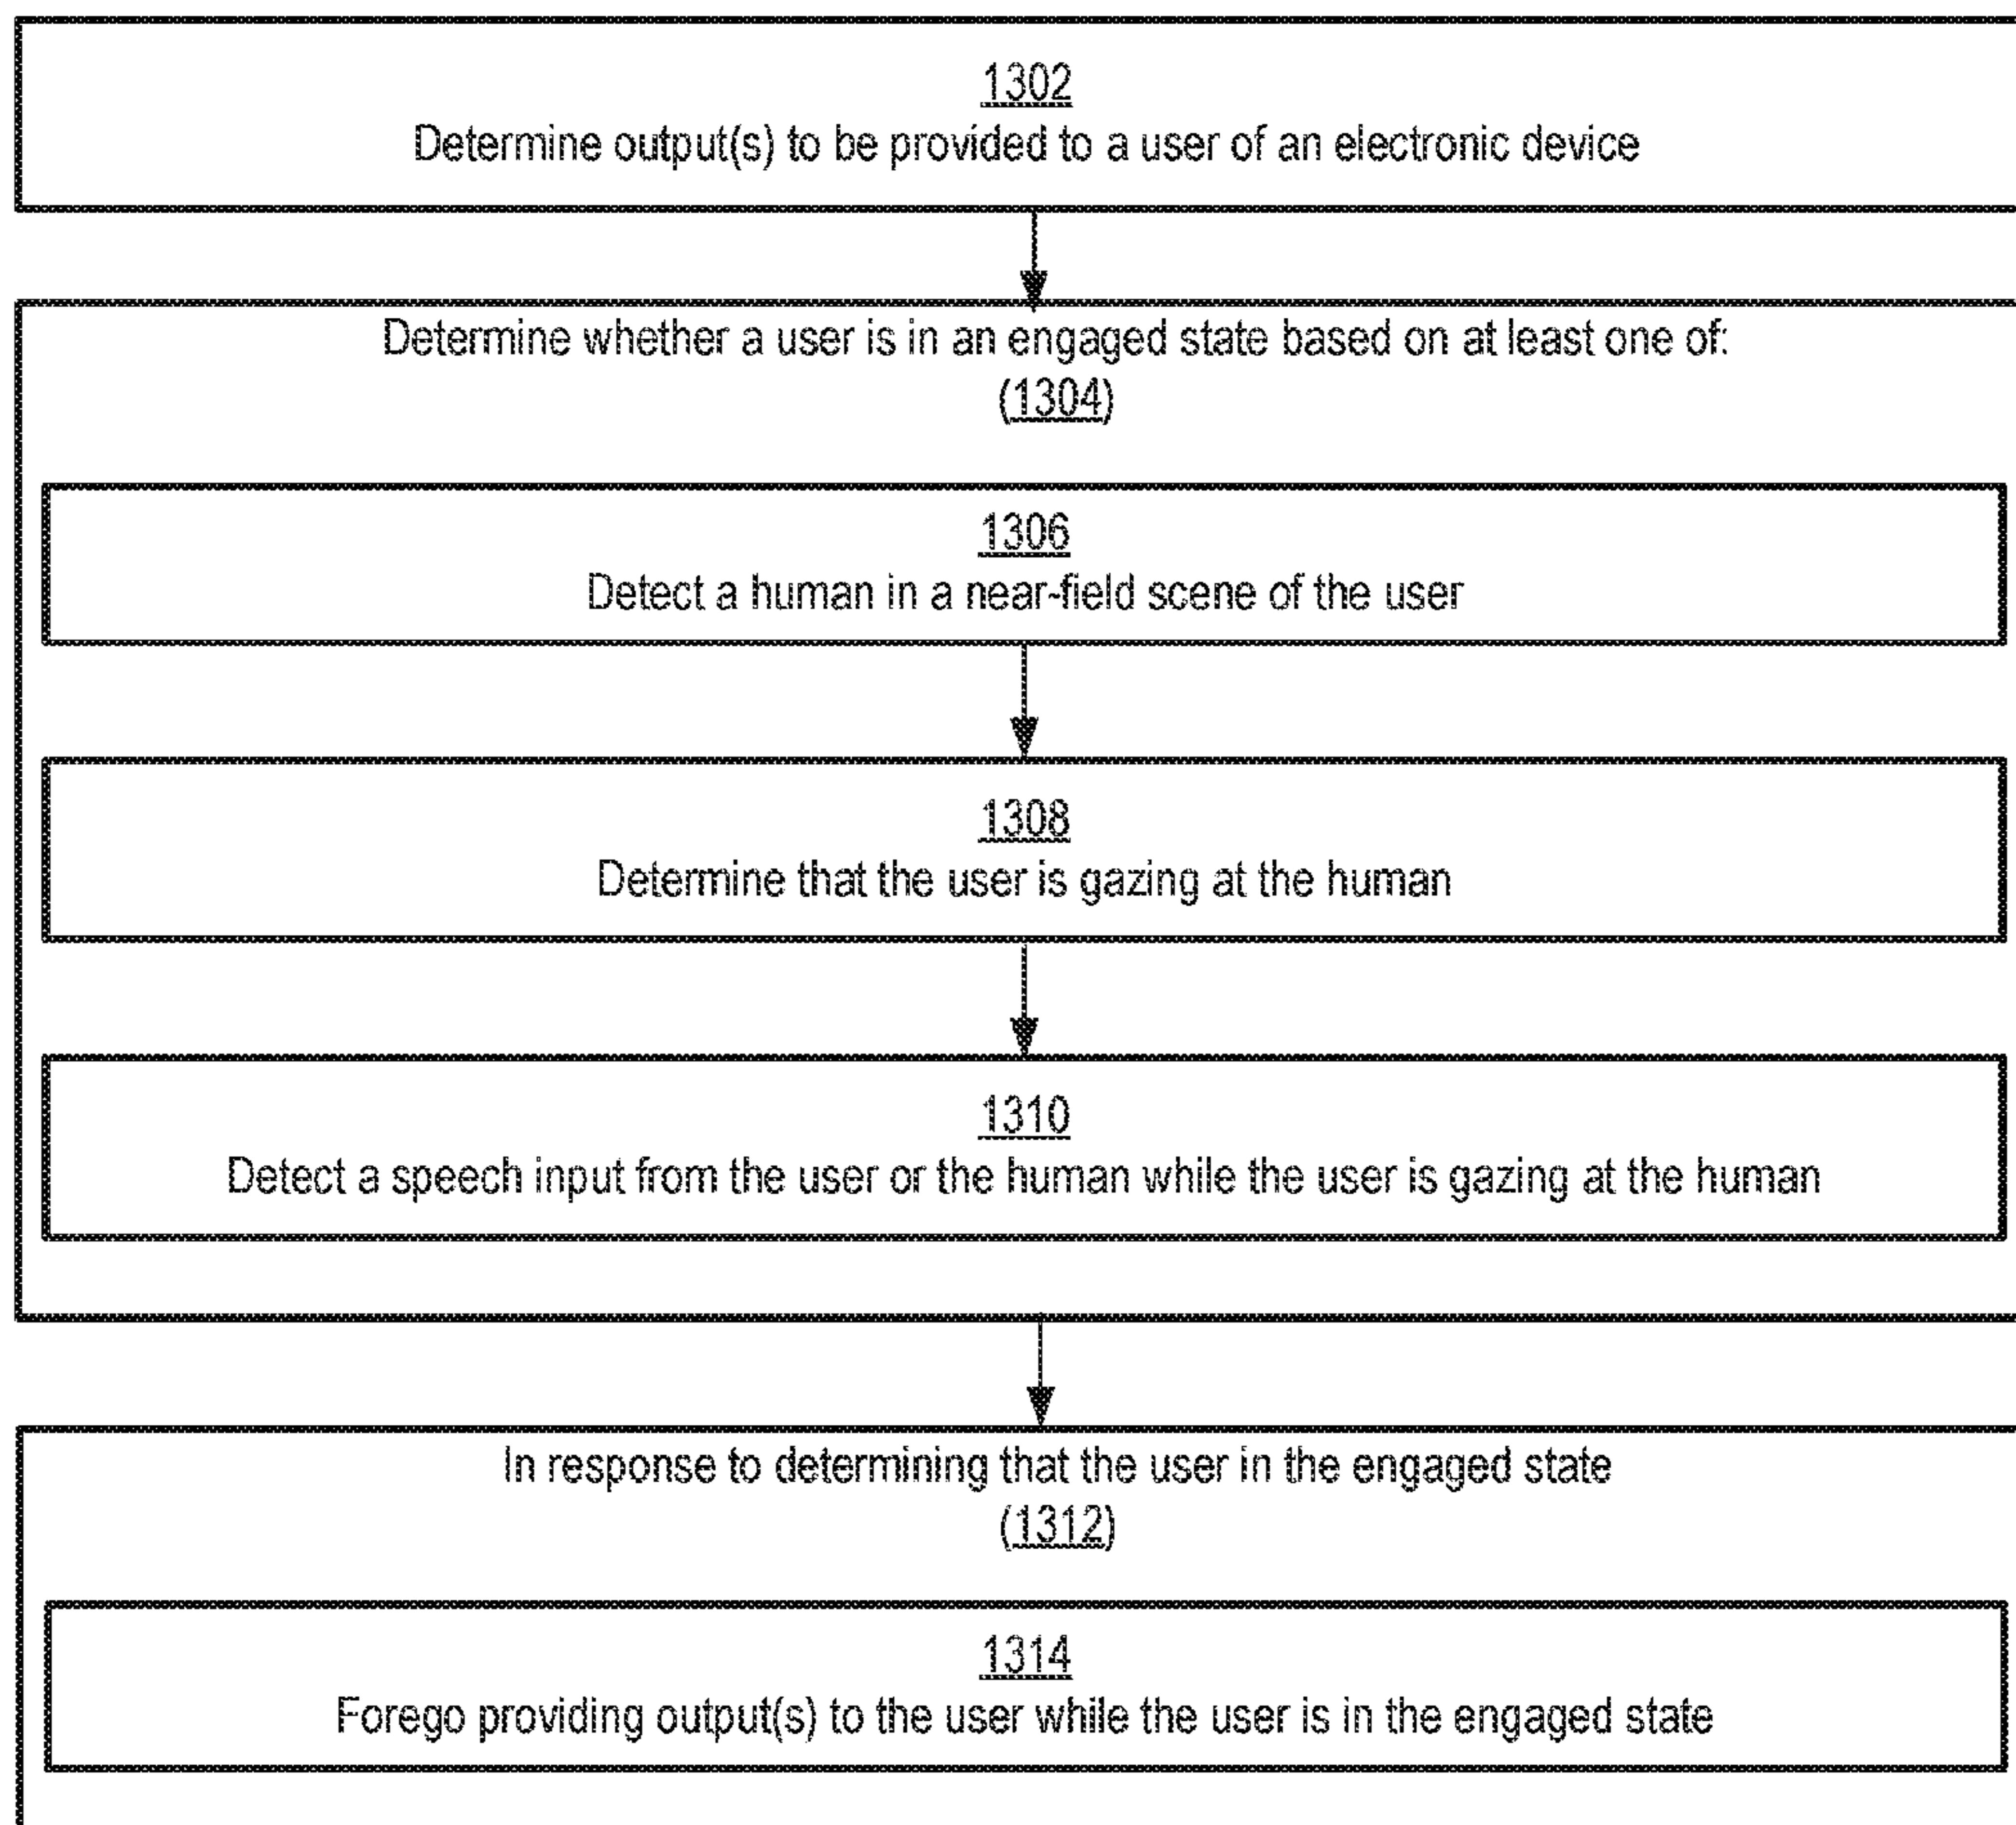 1302
Determine output(s) to be provided to a user of an electronic device
Determine whether a user is in an engaged state based on at least one of:
(1304)
1306
Detect a human in a near-field scene of the user
1308
Determine that the user is gazing at the human
1310
Detect a speech input from the user or the human while the user is gazing at the human
In response to determining that the user in the engaged state
(1312)
1314
Forego providing output(s) to the user while the user is in the engaged state